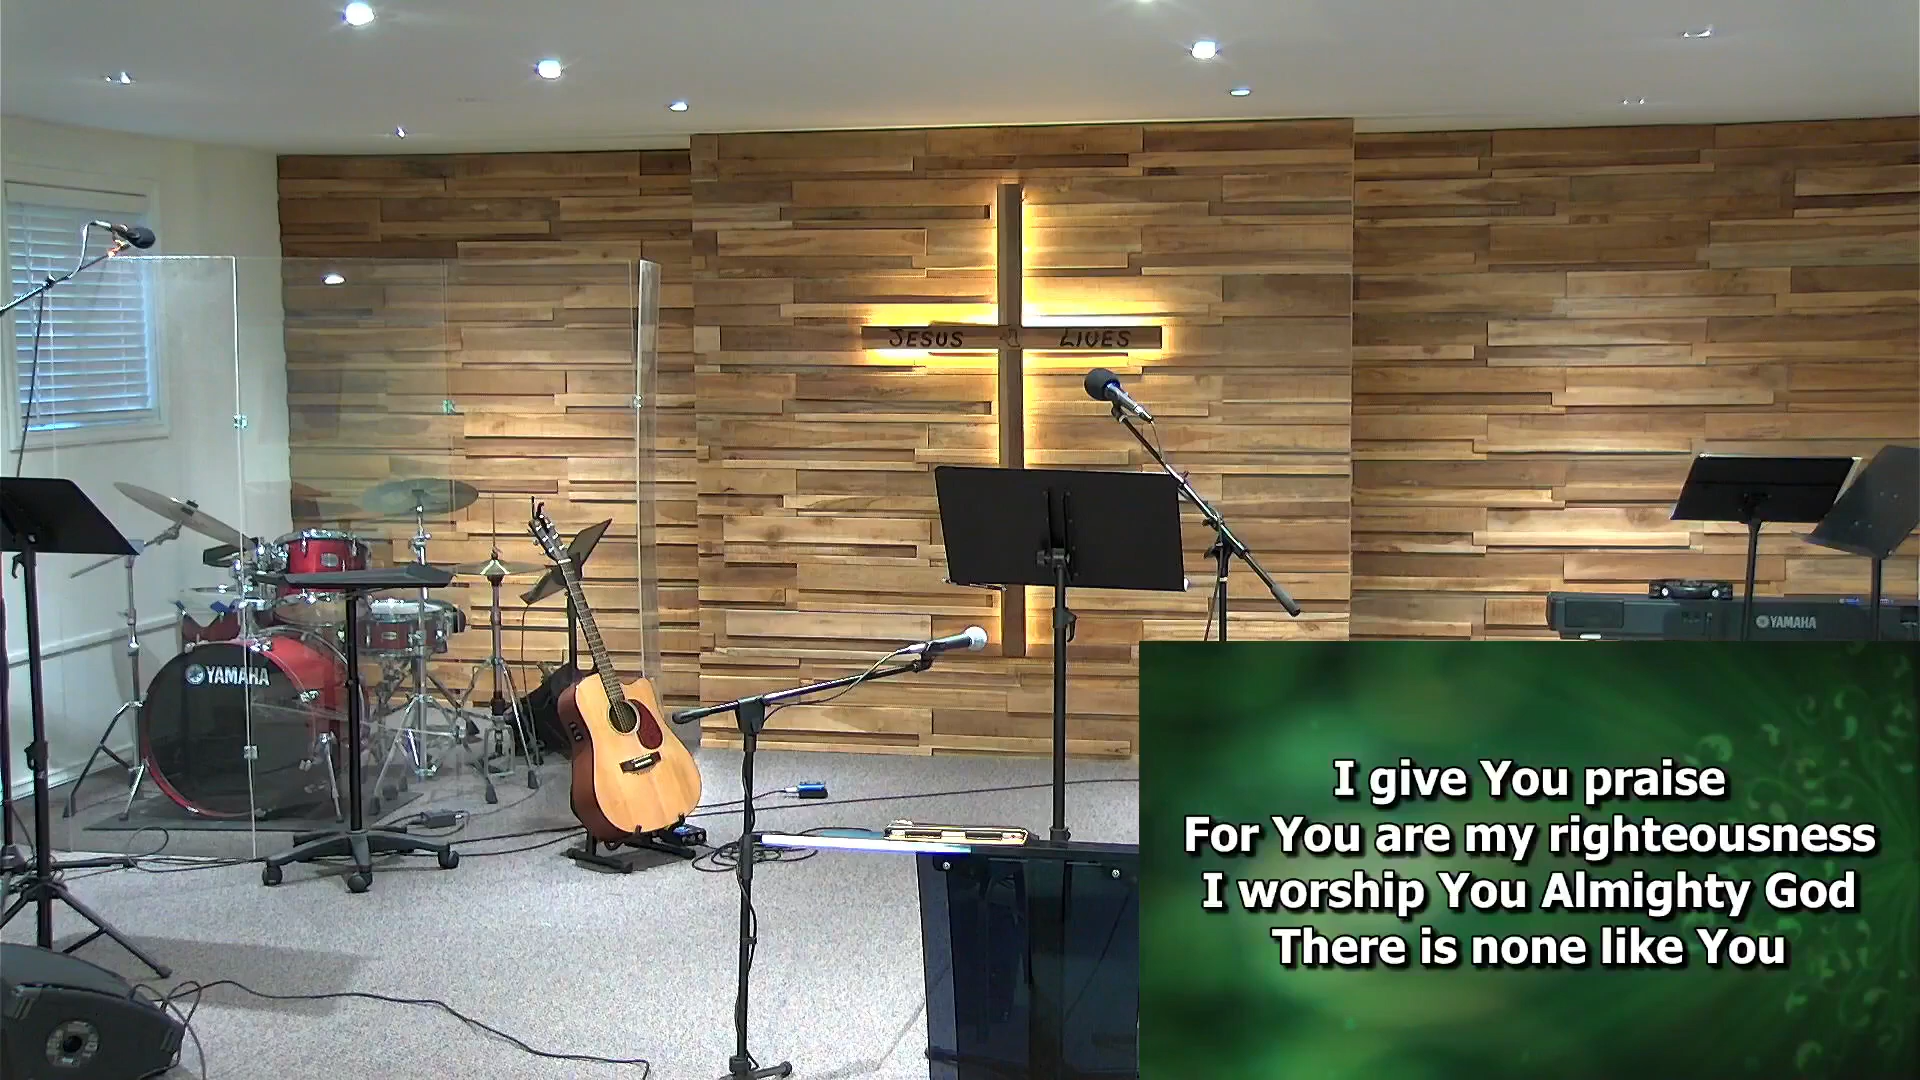 JESUS LIVES
YAMAHA
YAMAHA
I give You praise
For You are my righteousness
I worship You Almighty God
There is none like You